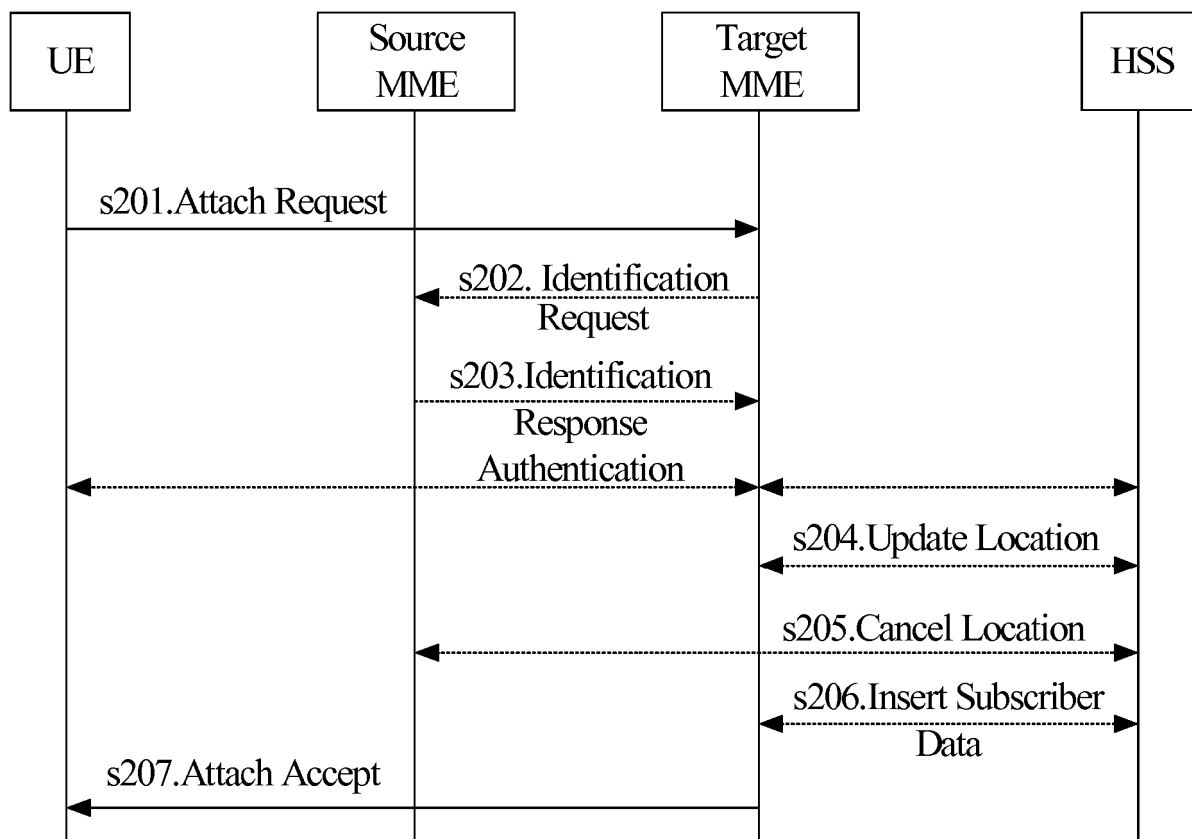 UE
Source
MME
Target
MME
HSS
s201.Attach Request
s202. Identification
Request
s203.Identification
Response
Authentication
s204.Update Location
s205.Cancel Location
s206.Insert Subscriber
Data
s207.Attach Accept